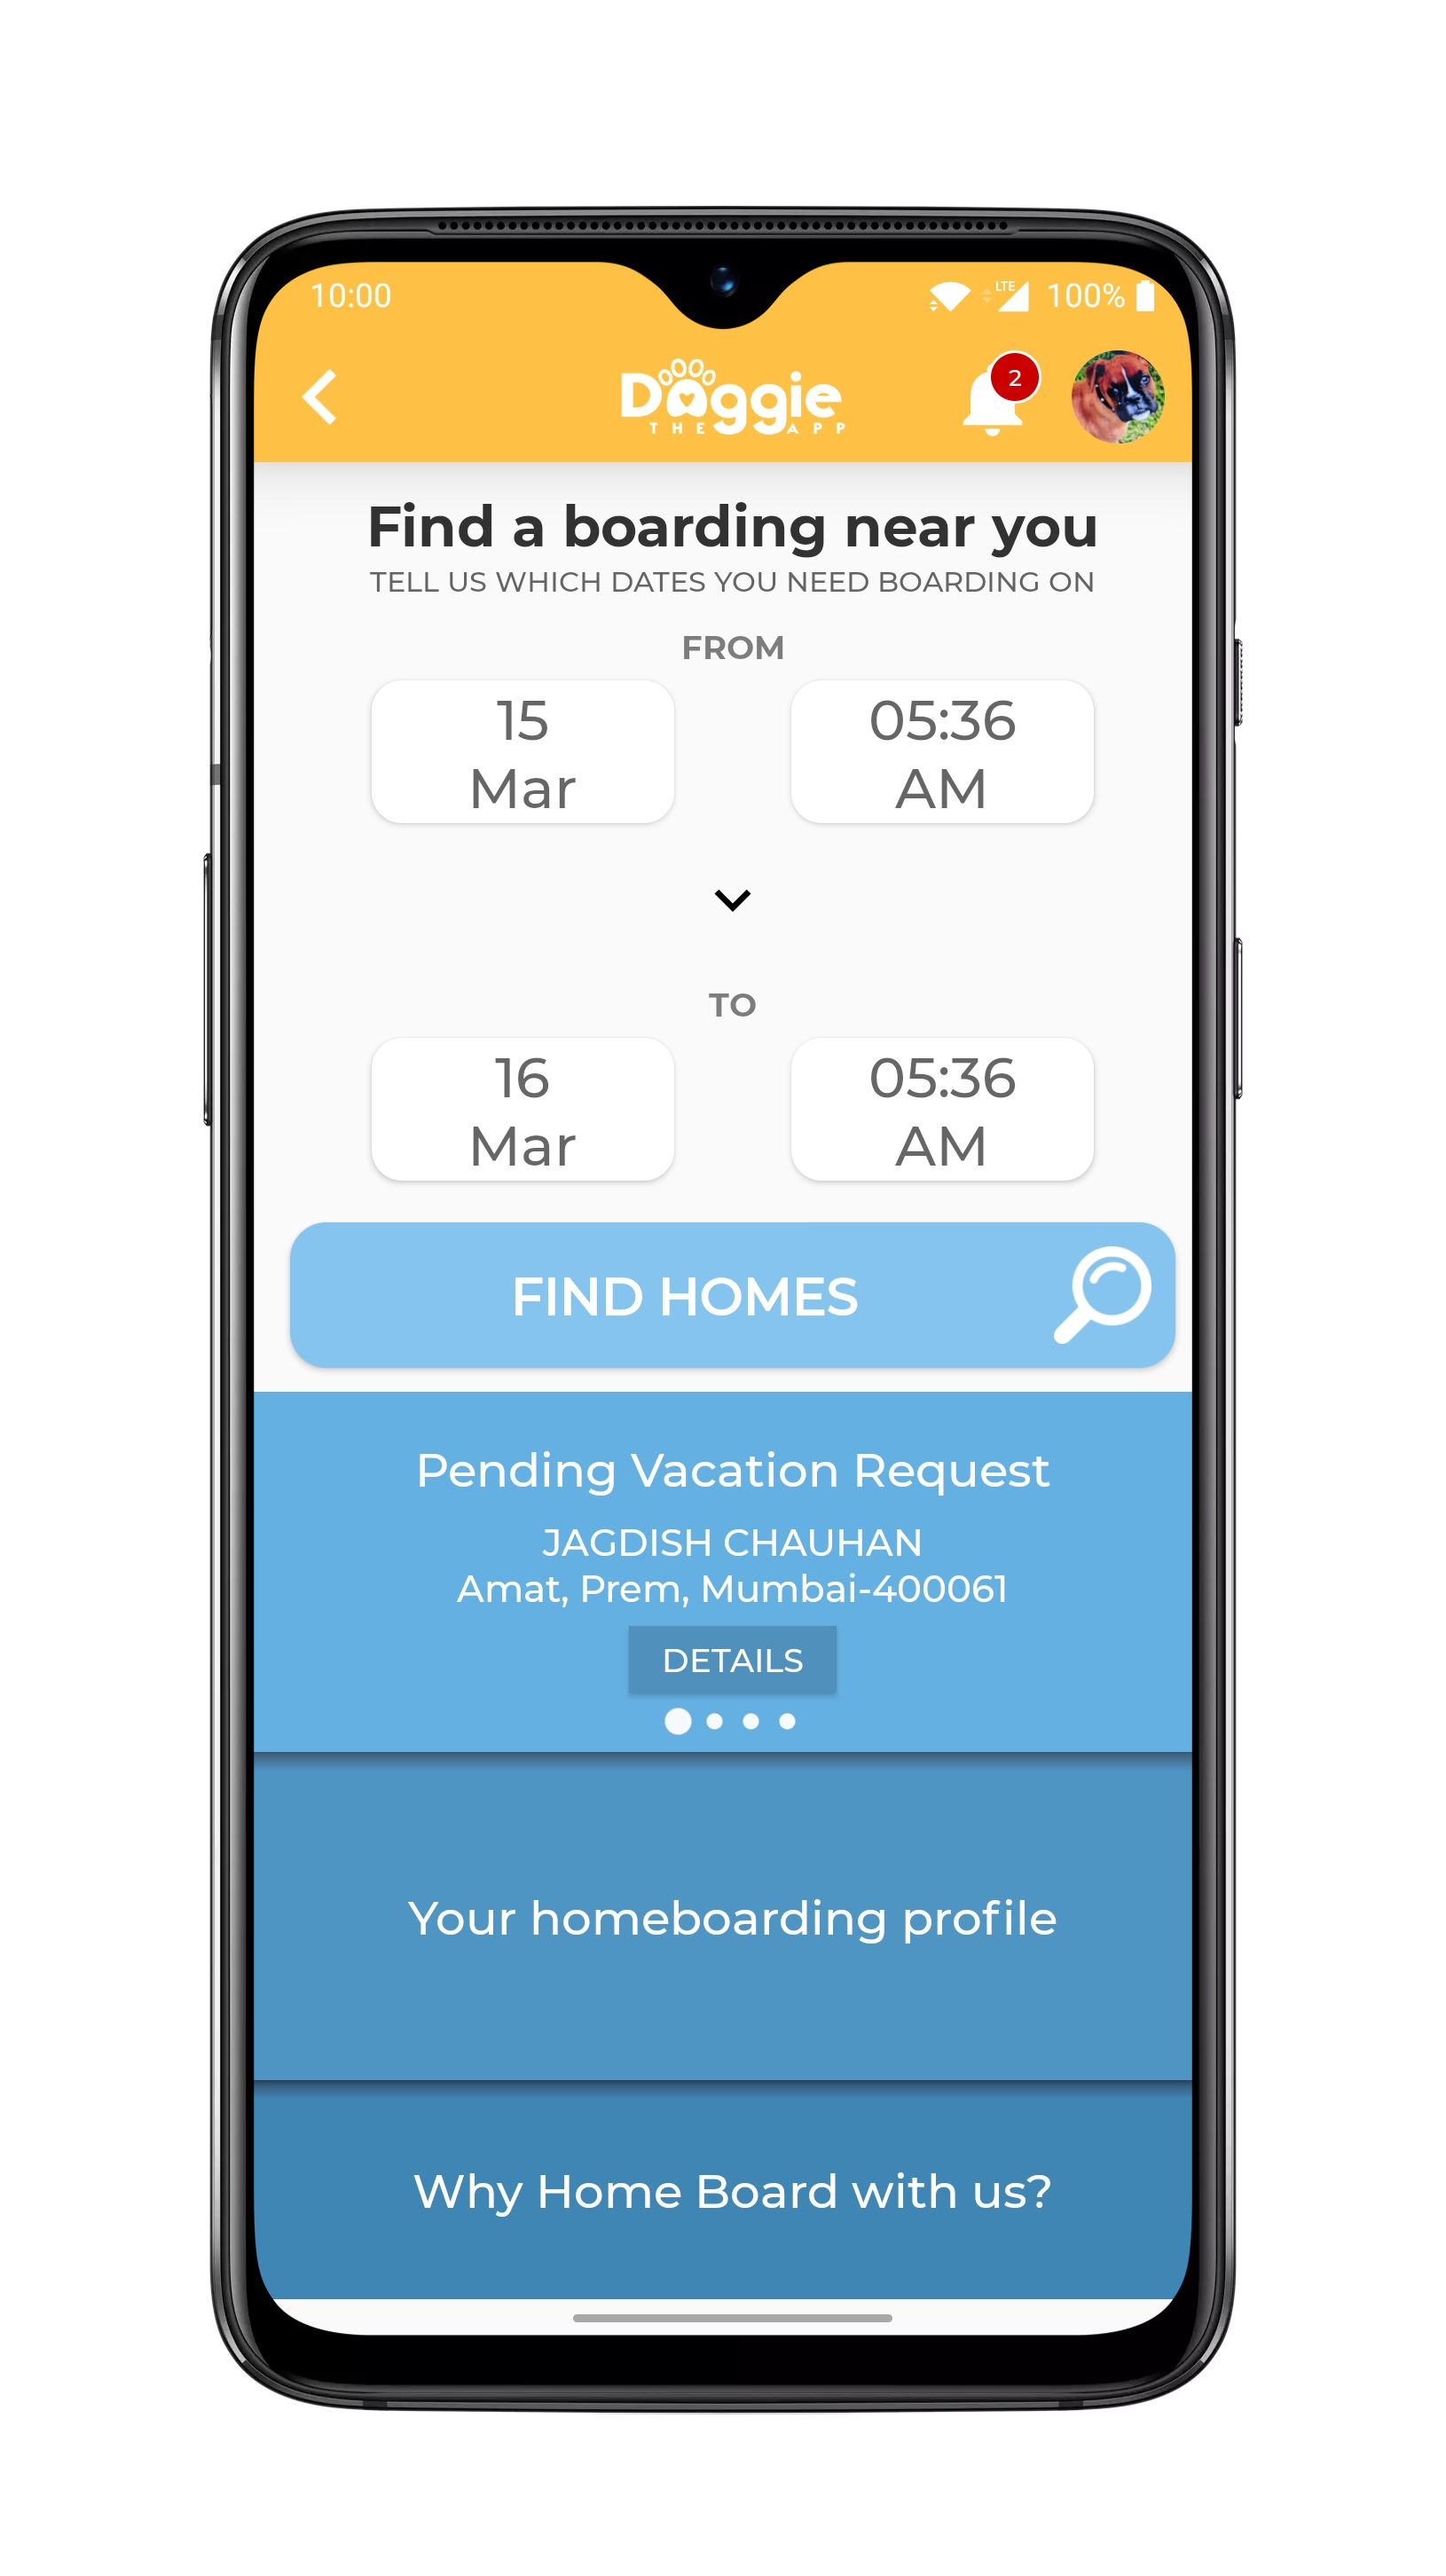 10:00 LTE 100%
Doggie
THE APP
2
Find a boarding near you
TELL US WHICH DATES YOU NEED BOARDING ON
FROM
15 05:36
Mar AM
TO
16 05:36
Mar AM
FIND HOMES
Pending Vacation Request
JAGDISH CHAUHAN
Amat, Prem, Mumbai-400061
DETAILS
Your homeboarding profile
Why Home Board with us?